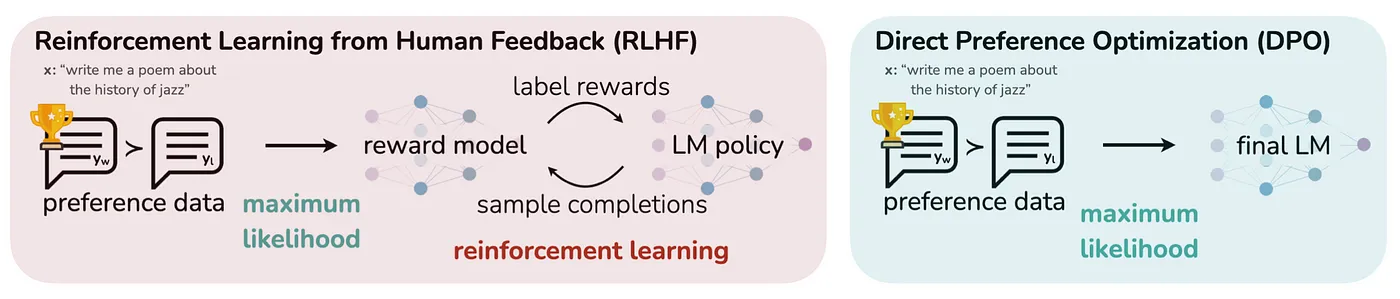 Reinforcement Learning from Human Feedback (RLHF)
x: “write me a poem about
the history of jazz”
label rewards
yw
≻
yl
reward model
LM policy
preference data
maximum
likelihood
sample completions
reinforcement learning
Direct Preference Optimization (DPO)
x: “write me a poem about
the history of jazz”
yw
≻
yl
final LM
preference data
maximum
likelihood